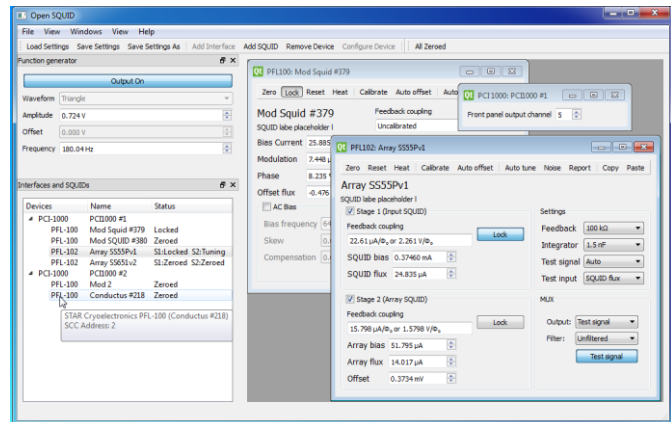 Open SQUID
File View Windows View Help
Load Settings Save Settings Save Settings As Add Interface Add SQUID Remove Device Configure Device All Zeroed
Function generator
Output On
Waveform Triangle
Amplitude 0.724 V
Offset 0.000 V
Frequency 180.04 Hz
Interfaces and SQUIDs
Devices Name Status
PCI-1000 PCI1000 #1
PFL-100 Mod Squid #379 Locked
PFL-100 Mod SQUID #380 Zeroed
PFL-102 Array SS55Pv1 S1:Locked S2:Tuning
PFL-102 Array SS651v2 S1:Zeroed S2:Zeroed
PCI-1000 PCI1000 #2
PFL-100 Mod 2 Zeroed
PFL-100 Conductus #218 Zeroed
STAR Cryoelectronics PFL-100 (Conductus #218)
SCC Address: 2
PFL100: Mod Squid #379
Zero Lock Reset Heat Calibrate Auto offset Auto
Mod Squid #379
SQUID labe placeholder l
Feedback coupling
Uncalibrated
Bias Current 25.885
Modulation 7.448 µ
Phase 8.235
Offset flux -0.476
AC Bias
Bias frequency 64
Skew 0.
Compensation 0.
PCI1000: PCI1000 #1
Front panel output channel 5
PFL102: Array SS55Pv1
Zero Reset Heat Calibrate Auto offset Auto tune Noise Report Copy Paste
Array SS55Pv1
SQUID labe placeholder l
Stage 1 (Input SQUID)
Feedback coupling
22.61 µA/Φₒ or 2.261 V/Φₒ
Lock
SQUID bias 0.37460 mA
SQUID flux 24.835 µA
Stage 2 (Array SQUID)
Feedback coupling
15.798 µA/Φₒ or 1.5798 V/Φₒ
Lock
Array bias 51.795 µA
Array flux 14.017 µA
Offset 0.3734 mV
Settings
Feedback 100 kΩ
Integrator 1.5 nF
Test signal Auto
Test input SQUID flux
MUX
Output: Test signal
Filter: Unfiltered
Test signal